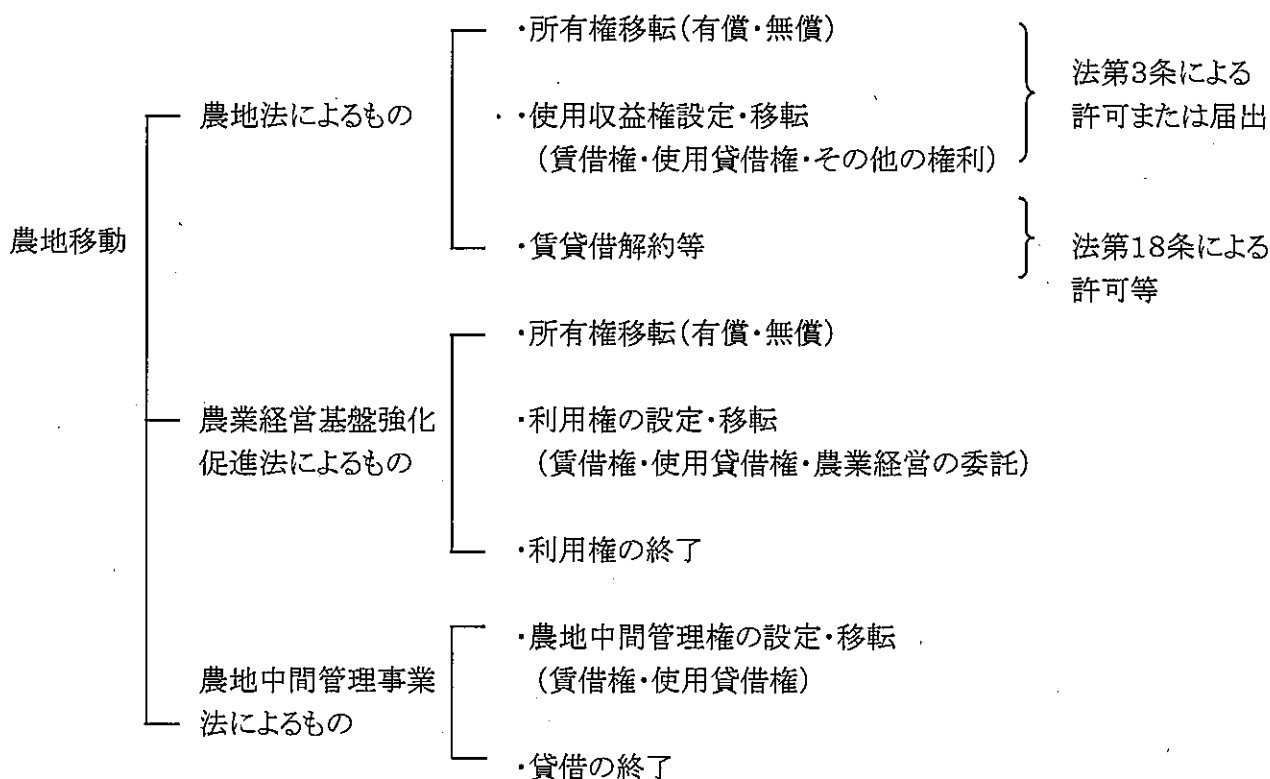 農地移動
農地法によるもの
・所有権移転(有償・無償)
・使用収益権設定・移転
(賃借権・使用貸借権・その他の権利)
法第3条による
許可または届出
・賃貸借解約等
法第18条による
許可等
農業経営基盤強化
促進法によるもの
・所有権移転(有償・無償)
・利用権の設定・移転
(賃借権・使用貸借権・農業経営の委託)
・利用権の終了
農地中間管理事業
法によるもの
・農地中間管理権の設定・移転
(賃借権・使用貸借権)
・貸借の終了